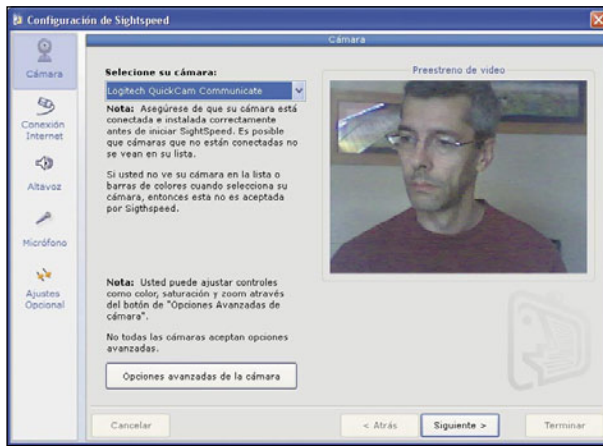 Configuración de Sightspeed
Cámara
Cámara
Conexión
Internet
Altavoz
Micrófono
Ajustes
Opcional
Selecione su cámara:
Logitech QuickCam Communicate
Nota: Asegúrese de que su cámara está
conectada e instalada correctamente
antes de iniciar SightSpeed. Es posible
que cámaras que no están conectadas no
se vean en su lista.
Si usted no ve su cámara en la lista o
barras de colores cuando selecciona su
cámara, entonces esta no es aceptada
por Sigthspeed.
Nota: Usted puede ajustar controles
como color, saturación y zoom através
del botón de "Opciones Avanzadas de
cámara".
No todas las cámaras aceptan opciones
avanzadas.
Opciones avanzadas de la cámara
Preestreno de video
Cancelar
< Atrás
Siguiente >
Terminar